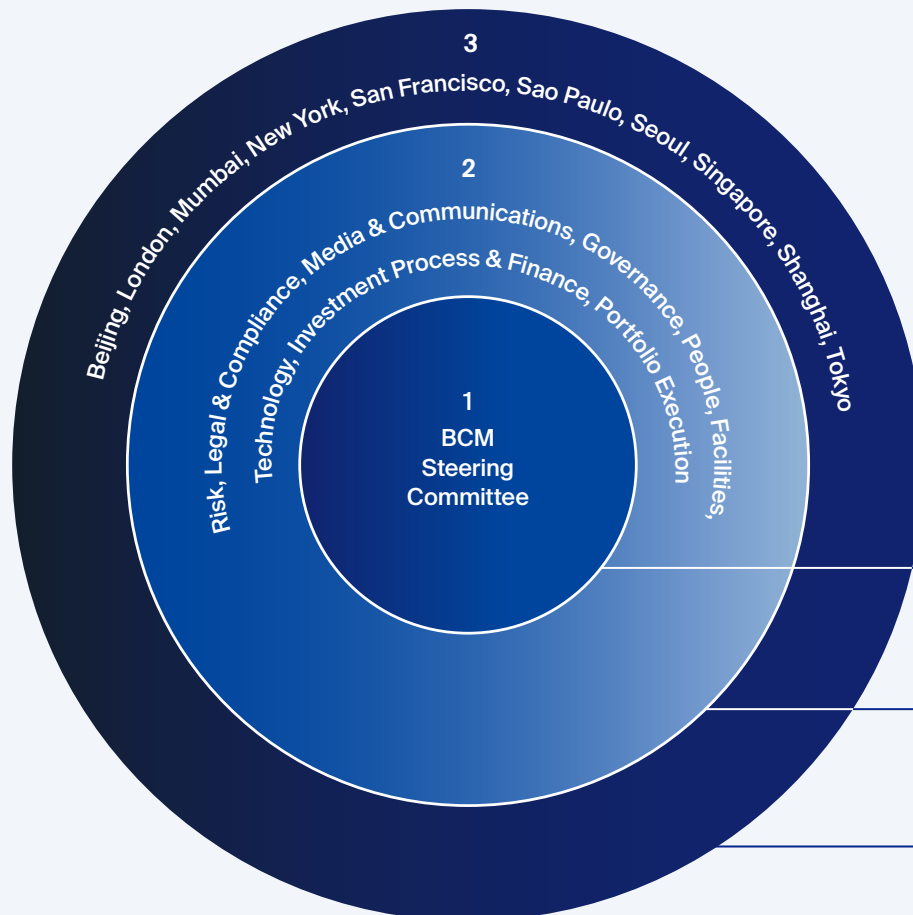 3
Beijing, London, Mumbai, New York, San Francisco, Sao Paulo, Seoul, Singapore, Shanghai, Tokyo
2
Risk, Legal & Compliance, Media & Communications, Governance, People, Facilities,
Technology, Investment Process & Finance, Portfolio Execution
1
BCM
Steering
Committee